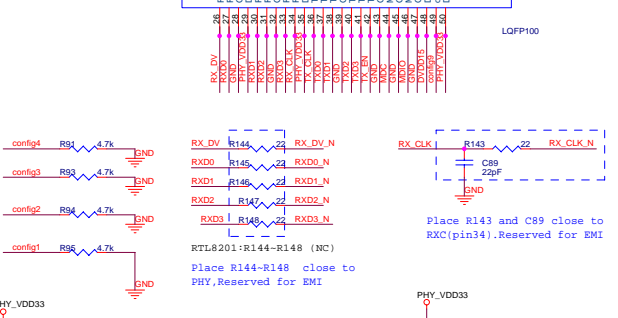 26 27 28 29 30 31 32 33 34 35 36 37 38 39 40 41 42 43 44 45 46 47 48 49 50
LQFP100
RX_DV
RXD0
GND
PHY_VDD33
RXD1
RXD2
GND
RXD3
RX_CLK
PHY_VDD33
TX_CLK
TXD0
TXD1
GND
TXD2
TXD3
TX_EN
GND
MDC
GND
MDIO
GND
DVDD15
config9
PHY_VDD33
config4 R91 4.7k
GND
config3 R93 4.7k
GND
config2 R94 4.7k
GND
config1 R95 4.7k
GND
RX_DV R144 22 RX_DV_N
RXD0 R145 22 RXD0_N
RXD1 R146 22 RXD1_N
RXD2 R147 22 RXD2_N
RXD3 R148 22 RXD3_N
RTL8201:R144~R148 (NC)
Place R144~R148 close to
PHY,Reserved for EMI
RX_CLK R143 22 RX_CLK_N
C89
22pF
GND
Place R143 and C89 close to
RXC(pin34).Reserved for EMI
HY_VDD33
PHY_VDD33